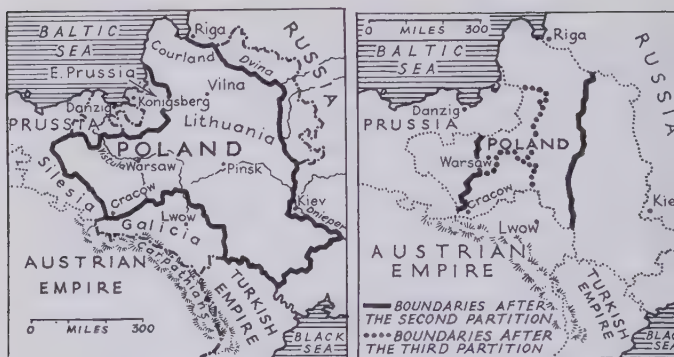 BALTIC
SEA
Riga
Courland
Dvina
RUSSIA
E. Prussia
Vilna
Königsberg
Danzig
Lithuania
PRUSSIA
POLAND
Vistula
Warsaw
Pinsk
Silesia
Cracow
Kiev
Dnieper
Lwow
Galicia
AUSTRIAN
EMPIRE
Carpathians
TURKISH
EMPIRE
0 MILES 300
BLACK
SEA
0 MILES 300
BALTIC
SEA
Riga
RUSSIA
Danzig
PRUSSIA
POLAND
Warsaw
Cracow
Kie
Lwow
AUSTRIAN
EMPIRE
TURKISH
EMPIRE
BOUNDARIES AFTER
THE SECOND PARTITION
BOUNDARIES AFTER
THE THIRD PARTITION
BLAC
SEA